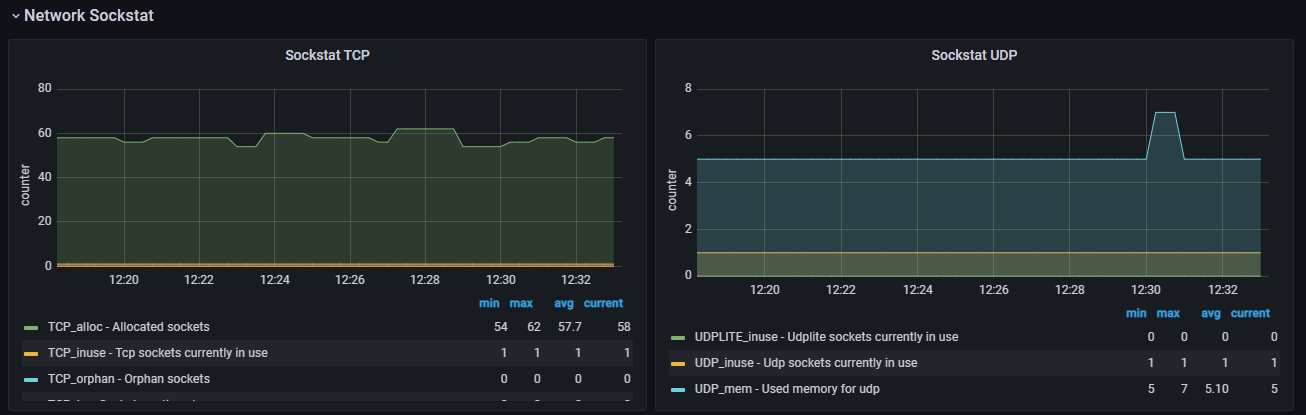 Network Sockstat
Sockstat TCP
80
60
40
20
0
counter
12:20 12:22 12:24 12:26 12:28 12:30 12:32
min max avg current
TCP_alloc - Allocated sockets 54 62 57.7 58
TCP_inuse - Tcp sockets currently in use 1 1 1 1
TCP_orphan - Orphan sockets 0 0 0 0
Sockstat UDP
8
6
4
2
0
counter
12:20 12:22 12:24 12:26 12:28 12:30 12:32
min max avg current
UDPLITE_inuse - Udplite sockets currently in use 0 0 0 0
UDP_inuse - Udp sockets currently in use 1 1 1 1
UDP_mem - Used memory for udp 5 7 5.10 5